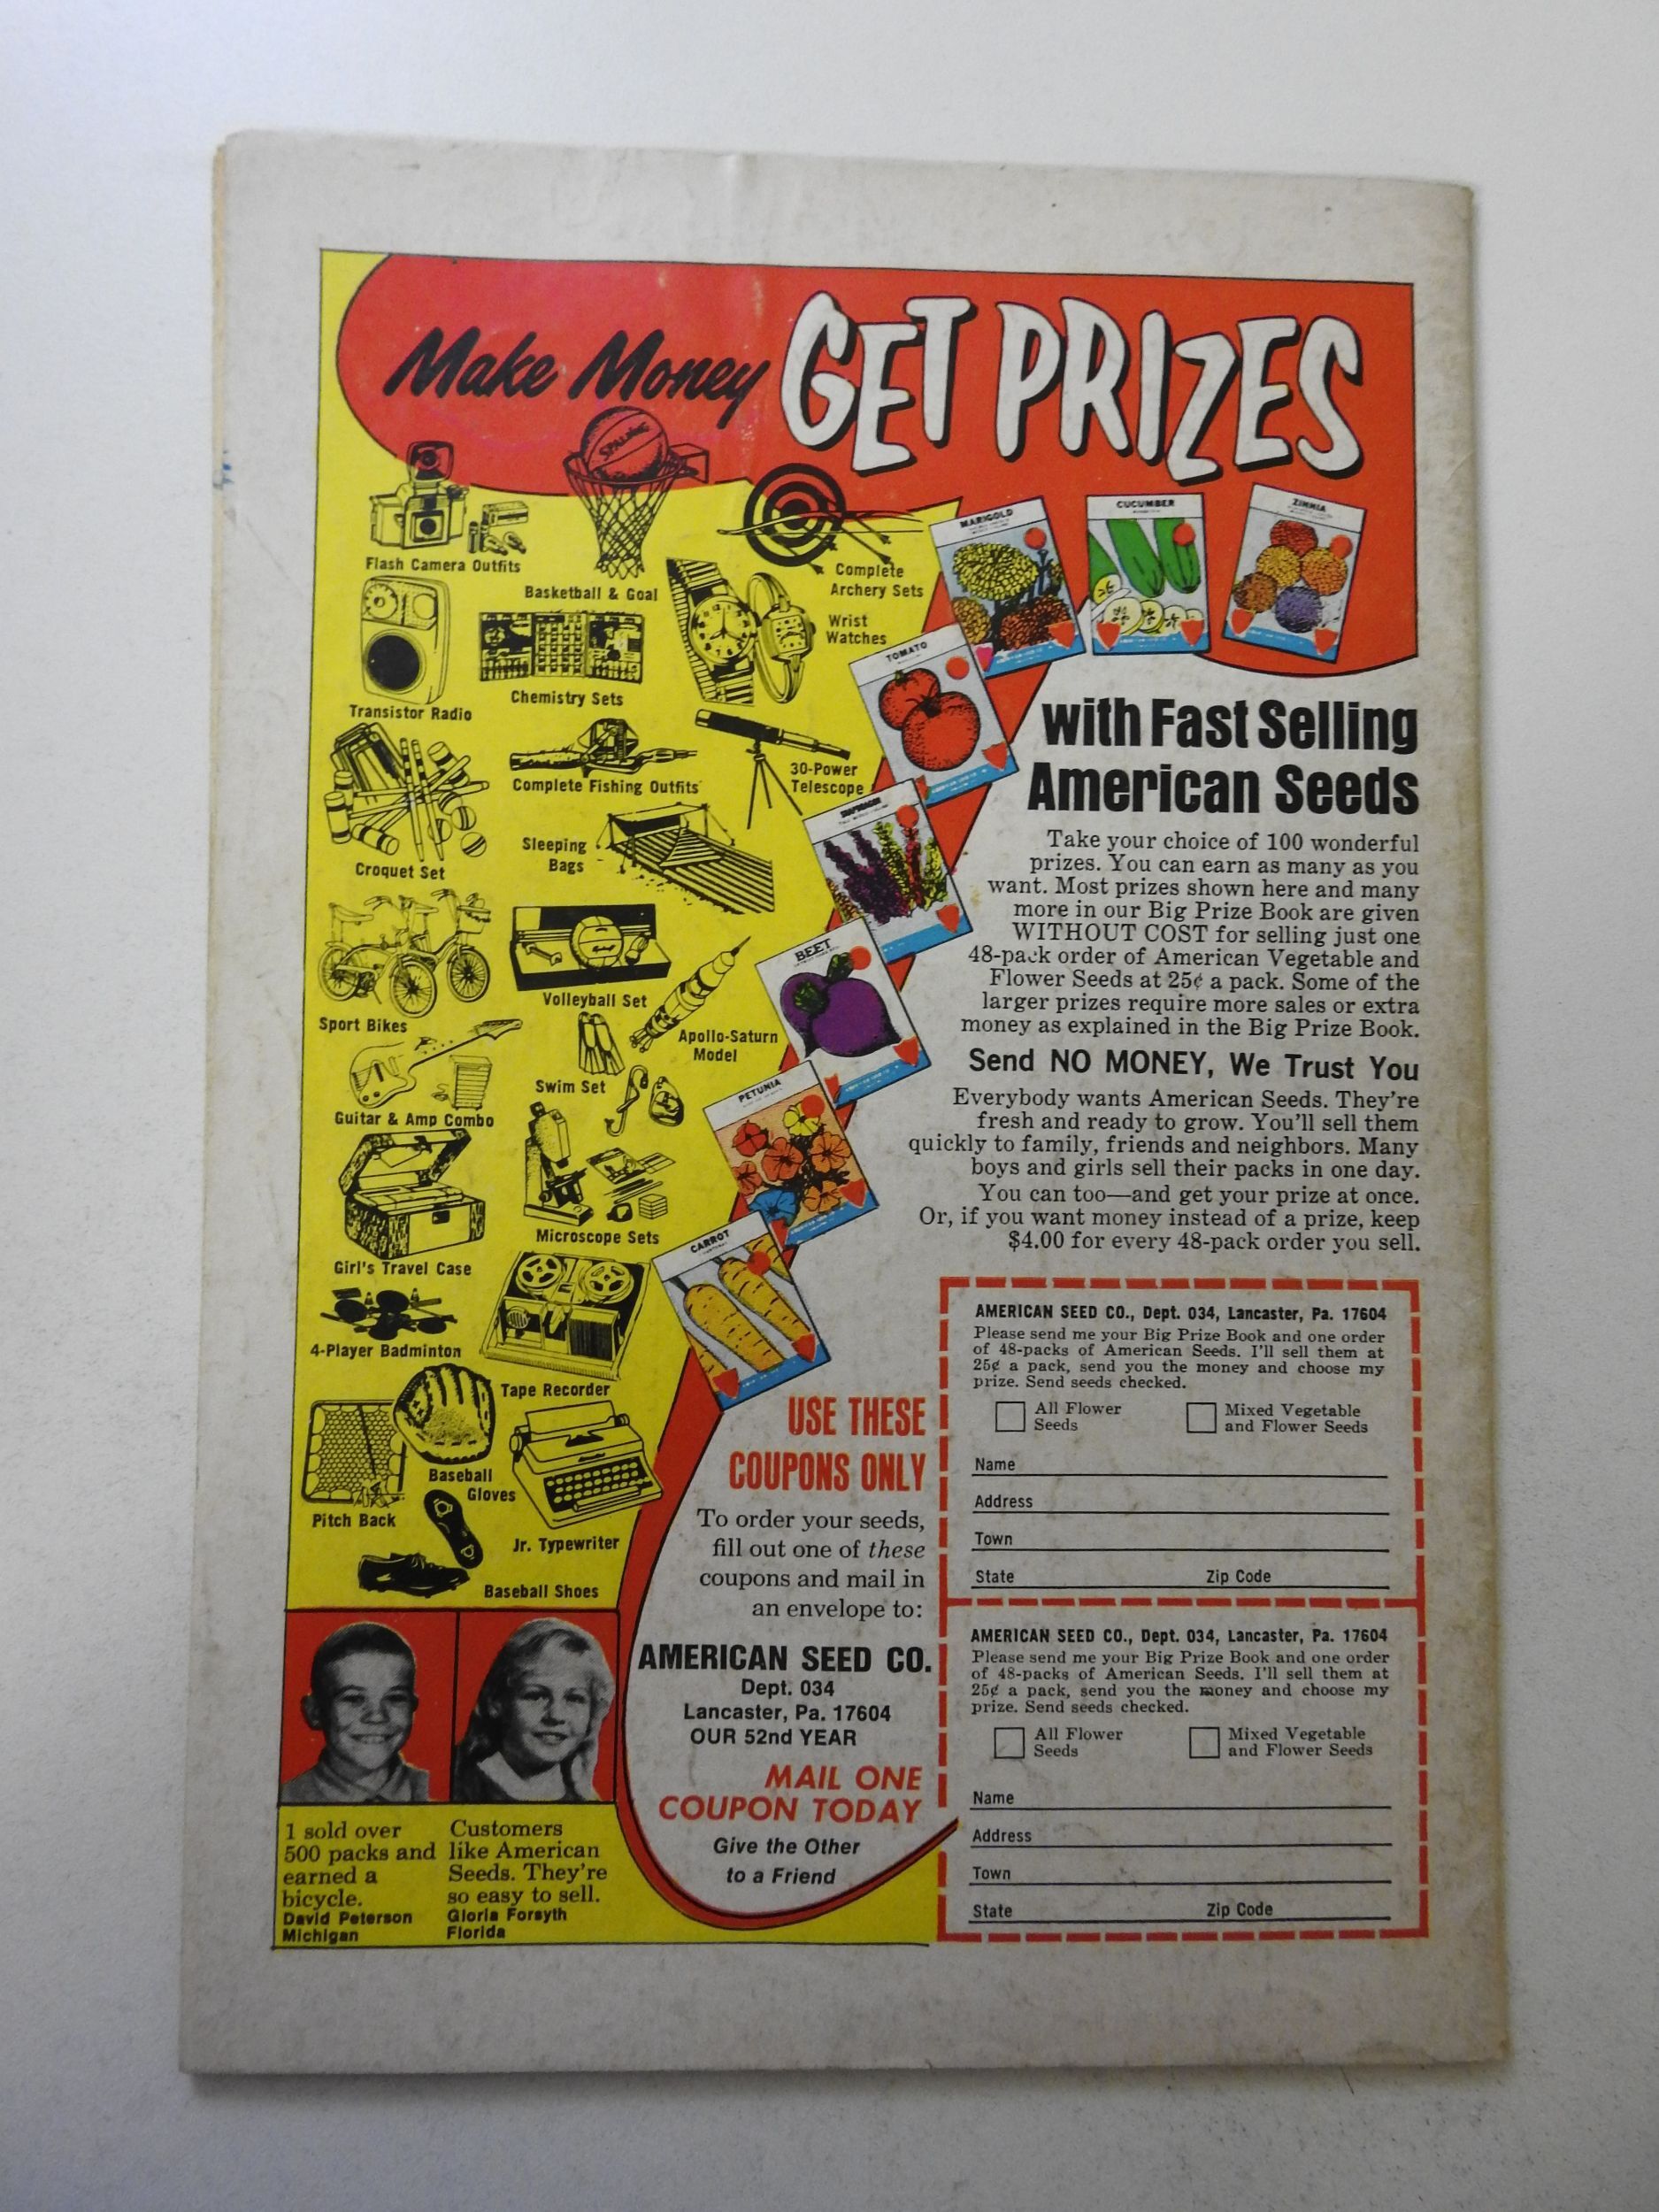 Make Money GET PRIZES
SPALDING
Flash Camera Outfits
Basketball & Goal
Complete
Archery Sets
Wrist
Watches
Transistor Radio
Chemistry Sets
Complete Fishing Outfits
30-Power
Telescope
Croquet Set
Sleeping
Bags
Sport Bikes
Volleyball Set
Apollo-Saturn
Model
Swim Set
Guitar & Amp Combo
Microscope Sets
Girl's Travel Case
4-Player Badminton
Tape Recorder
Baseball
Gloves
Pitch Back
Jr. Typewriter
Baseball Shoes
MARIGOLD
CUCUMBER
ZINNIA
TOMATO
SNAPDRAGON
BEET
PETUNIA
CARROT
with Fast Selling
American Seeds
Take your choice of 100 wonderful
prizes. You can earn as many as you
want. Most prizes shown here and many
more in our Big Prize Book are given
WITHOUT COST for selling just one
48-pack order of American Vegetable and
Flower Seeds at 25¢ a pack. Some of the
larger prizes require more sales or extra
money as explained in the Big Prize Book.
Send NO MONEY, We Trust You
Everybody wants American Seeds. They're
fresh and ready to grow. You'll sell them
quickly to family, friends and neighbors. Many
boys and girls sell their packs in one day.
You can too—and get your prize at once.
Or, if you want money instead of a prize, keep
$4.00 for every 48-pack order you sell.
USE THESE
COUPONS ONLY
To order your seeds,
fill out one of these
coupons and mail in
an envelope to:
AMERICAN SEED CO.
Dept. 034
Lancaster, Pa. 17604
OUR 52nd YEAR
MAIL ONE
COUPON TODAY
Give the Other
to a Friend
AMERICAN SEED CO., Dept. 034, Lancaster, Pa. 17604
Please send me your Big Prize Book and one order
of 48-packs of American Seeds. I'll sell them at
25¢ a pack, send you the money and choose my
prize. Send seeds checked.
All Flower
Seeds
Mixed Vegetable
and Flower Seeds
Name
Address
Town
State Zip Code
AMERICAN SEED CO., Dept. 034, Lancaster, Pa. 17604
Please send me your Big Prize Book and one order
of 48-packs of American Seeds. I'll sell them at
25¢ a pack, send you the money and choose my
prize. Send seeds checked.
All Flower
Seeds
Mixed Vegetable
and Flower Seeds
Name
Address
Town
State Zip Code
I sold over
500 packs and
earned a
bicycle.
David Peterson
Michigan
Customers
like American
Seeds. They're
so easy to sell.
Gloria Forsyth
Florida